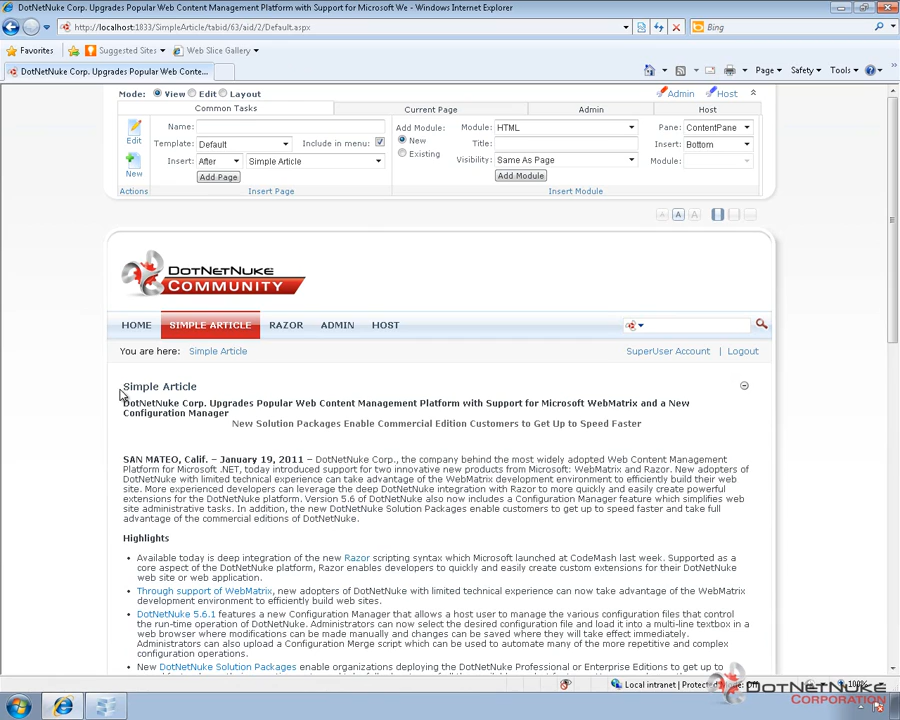 DotNetNuke Corp. Upgrades Popular Web Content Management Platform with Support for Microsoft We - Windows Internet Explorer
http://localhost:1833/SimpleArticle/tabid/63/aid/2/Default.aspx
Bing
Favorites Suggested Sites Web Slice Gallery
DotNetNuke Corp. Upgrades Popular Web Conte... Page Safety Tools
Mode: View Edit Layout Admin Host
Common Tasks Current Page Admin Host
Edit
New
Actions
Name:
Template: Default Include in menu:
Insert: After Simple Article
Add Page
Insert Page
Add Module: Module: HTML Pane: ContentPane
New Title: Insert: Bottom
Existing Visibility: Same As Page Module:
Add Module
Insert Module
A A A
DOTNETNUKE
COMMUNITY
HOME SIMPLE ARTICLE RAZOR ADMIN HOST
You are here: Simple Article SuperUser Account | Logout
Simple Article
DotNetNuke Corp. Upgrades Popular Web Content Management Platform with Support for Microsoft WebMatrix and a New
Configuration Manager
New Solution Packages Enable Commercial Edition Customers to Get Up to Speed Faster
SAN MATEO, Calif. – January 19, 2011 – DotNetNuke Corp., the company behind the most widely adopted Web Content Management
Platform for Microsoft .NET, today introduced support for two innovative new products from Microsoft: WebMatrix and Razor. New adopters of
DotNetNuke with limited technical experience can take advantage of the WebMatrix development environment to efficiently build their web
site. More experienced developers can leverage the deep DotNetNuke integration with Razor to more quickly and easily create powerful
extensions for the DotNetNuke platform. Version 5.6 of DotNetNuke also now includes a Configuration Manager feature which simplifies web
site administrative tasks. In addition, the new DotNetNuke Solution Packages enable customers to get up to speed faster and take full
advantage of the commercial editions of DotNetNuke.
Highlights
• Available today is deep integration of the new Razor scripting syntax which Microsoft launched at CodeMash last week. Supported as a
core aspect of the DotNetNuke platform, Razor enables developers to quickly and easily create custom extensions for their DotNetNuke
web site or web application.
• Through support of WebMatrix, new adopters of DotNetNuke with limited technical experience can now take advantage of the WebMatrix
development environment to efficiently build web sites.
• DotNetNuke 5.6.1 features a new Configuration Manager that allows a host user to manage the various configuration files that control
the run-time operation of DotNetNuke. Administrators can now select the desired configuration file and load it into a multi-line textbox in a
web browser where modifications can be made manually and changes can be saved where they will take effect immediately.
Administrators can also upload a Configuration Merge script which can be used to automate many of the more repetitive and complex
configuration operations.
• New DotNetNuke Solution Packages enable organizations deploying the DotNetNuke Professional or Enterprise Editions to get up to
Local intranet | Protected Mode: Off 100%
DOTNETNUKE
CORPORATION